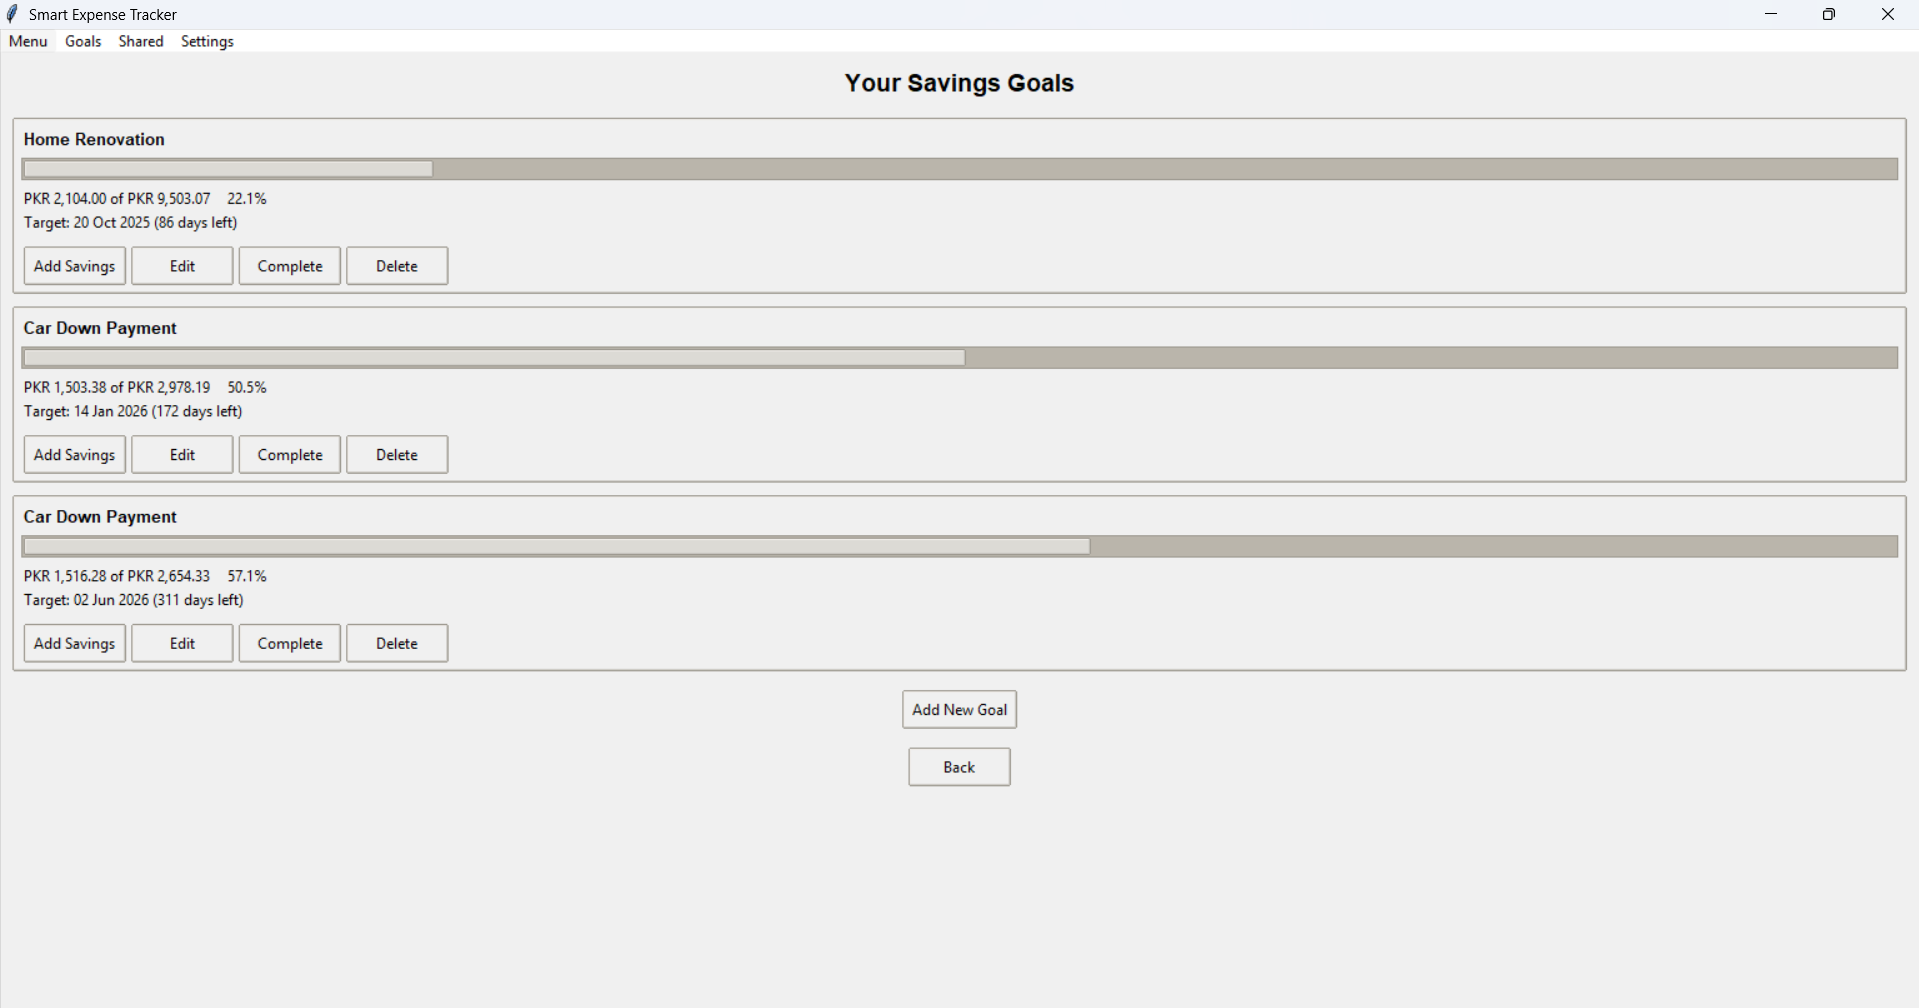 Smart Expense Tracker
Menu Goals Shared Settings
Your Savings Goals
Home Renovation
PKR 2,104.00 of PKR 9,503.07 22.1%
Target: 20 Oct 2025 (86 days left)
Add Savings Edit Complete Delete
Car Down Payment
PKR 1,503.38 of PKR 2,978.19 50.5%
Target: 14 Jan 2026 (172 days left)
Add Savings Edit Complete Delete
Car Down Payment
PKR 1,516.28 of PKR 2,654.33 57.1%
Target: 02 Jun 2026 (311 days left)
Add Savings Edit Complete Delete
Add New Goal
Back